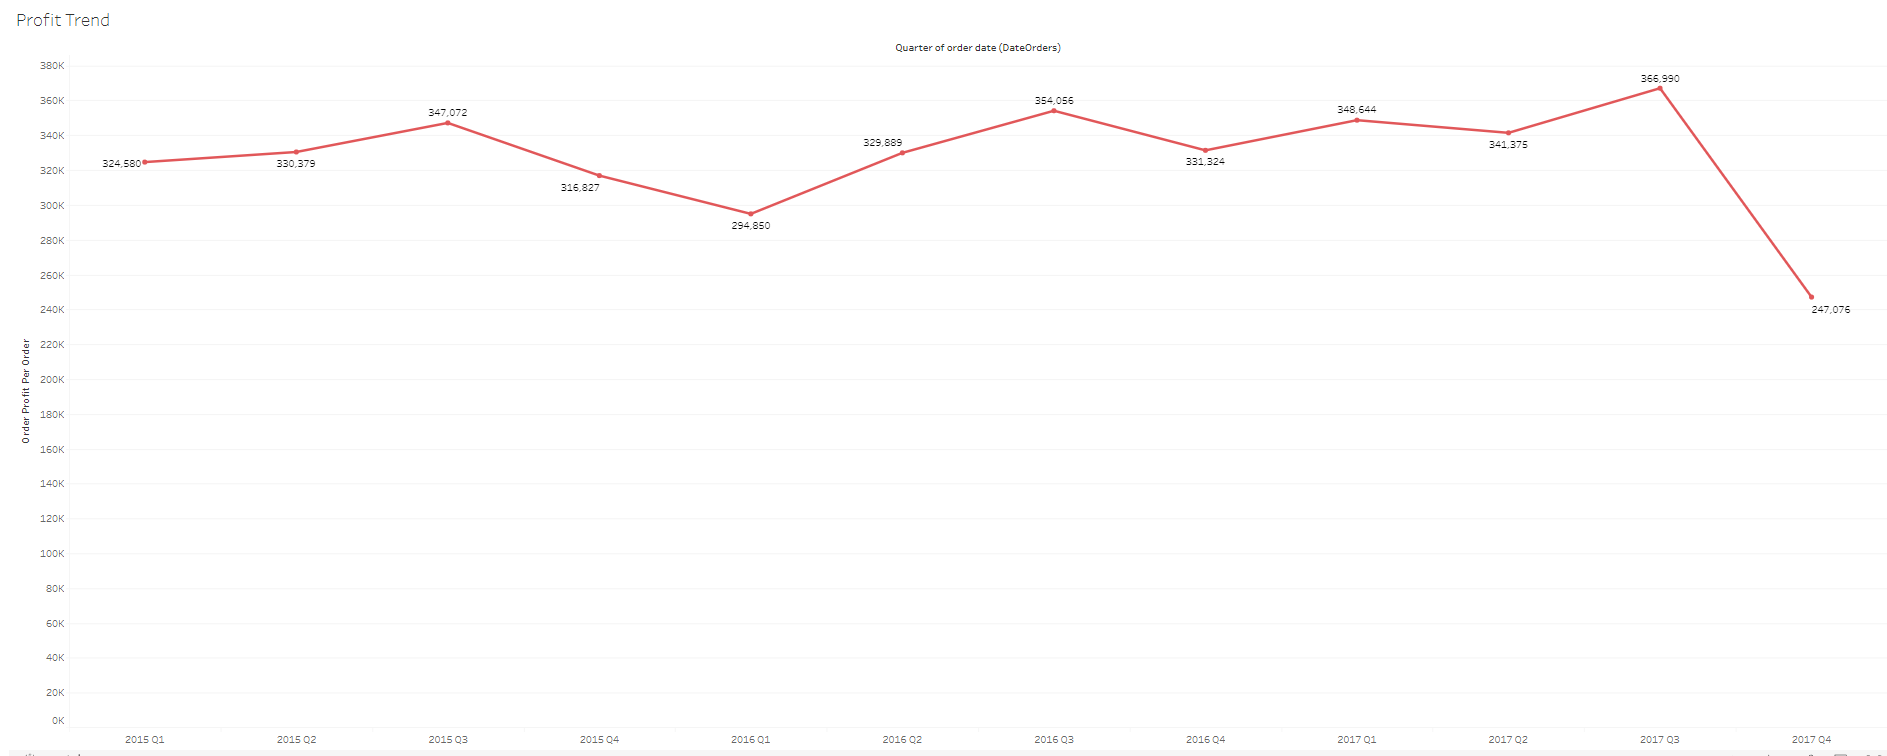 Profit Trend
Quarter of order date (DateOrders)
380K
360K
340K
320K
300K
280K
260K
240K
220K
200K
180K
160K
140K
120K
100K
80K
60K
40K
20K
0K
Order Profit Per Order
324,580
330,379
347,072
316,827
294,850
329,889
354,056
331,324
348,644
341,375
366,990
247,076
2015 Q1
2015 Q2
2015 Q3
2015 Q4
2016 Q1
2016 Q2
2016 Q3
2016 Q4
2017 Q1
2017 Q2
2017 Q3
2017 Q4